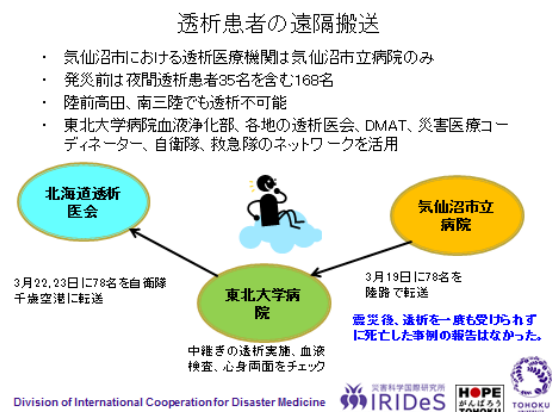 透析患者の遠隔搬送
・ 気仙沼市における透析医療機関は気仙沼市立病院のみ
・ 発災前は夜間透析患者35名を含む168名
・ 陸前高田、南三陸でも透析不可能
・ 東北大学病院血液浄化部、各地の透析医会、DMAT、災害医療コー
ディネーター、自衛隊、救急隊のネットワークを活用
北海道透析
医会
気仙沼市立
病院
3月22,23日に78名を自衛隊
千歳空港に転送
東北大学病
院
3月19日に78名を
陸路で転送
震災後、透析を一度も受けられず
に死亡した事例の報告はなかった。
中継ぎの透析実施、血液
検査、心身両面をチェック
Division of International Cooperation for Disaster Medicine
災害科学国際研究所
IRIDeS
HOPE
がんばろう
TOHOKU
TOHOKU